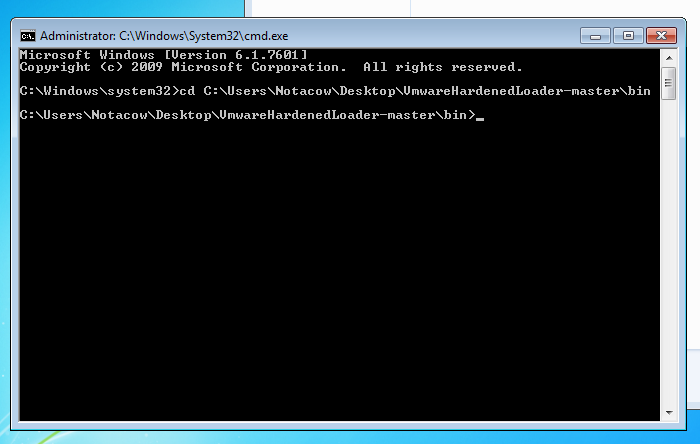 Administrator: C:\Windows\System32\cmd.exe
Microsoft Windows [Version 6.1.7601]
Copyright (c) 2009 Microsoft Corporation.  All rights reserved.
C:\Windows\system32>cd C:\Users\Notacow\Desktop\VmwareHardenedLoader-master\bin
C:\Users\Notacow\Desktop\VmwareHardenedLoader-master\bin>_